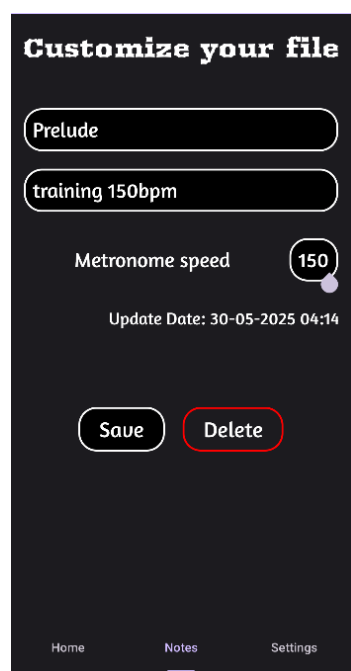 Customize your file
Prelude
training 150bpm
Metronome speed 150
Update Date: 30-05-2025 04:14
Save Delete
Home Notes Settings